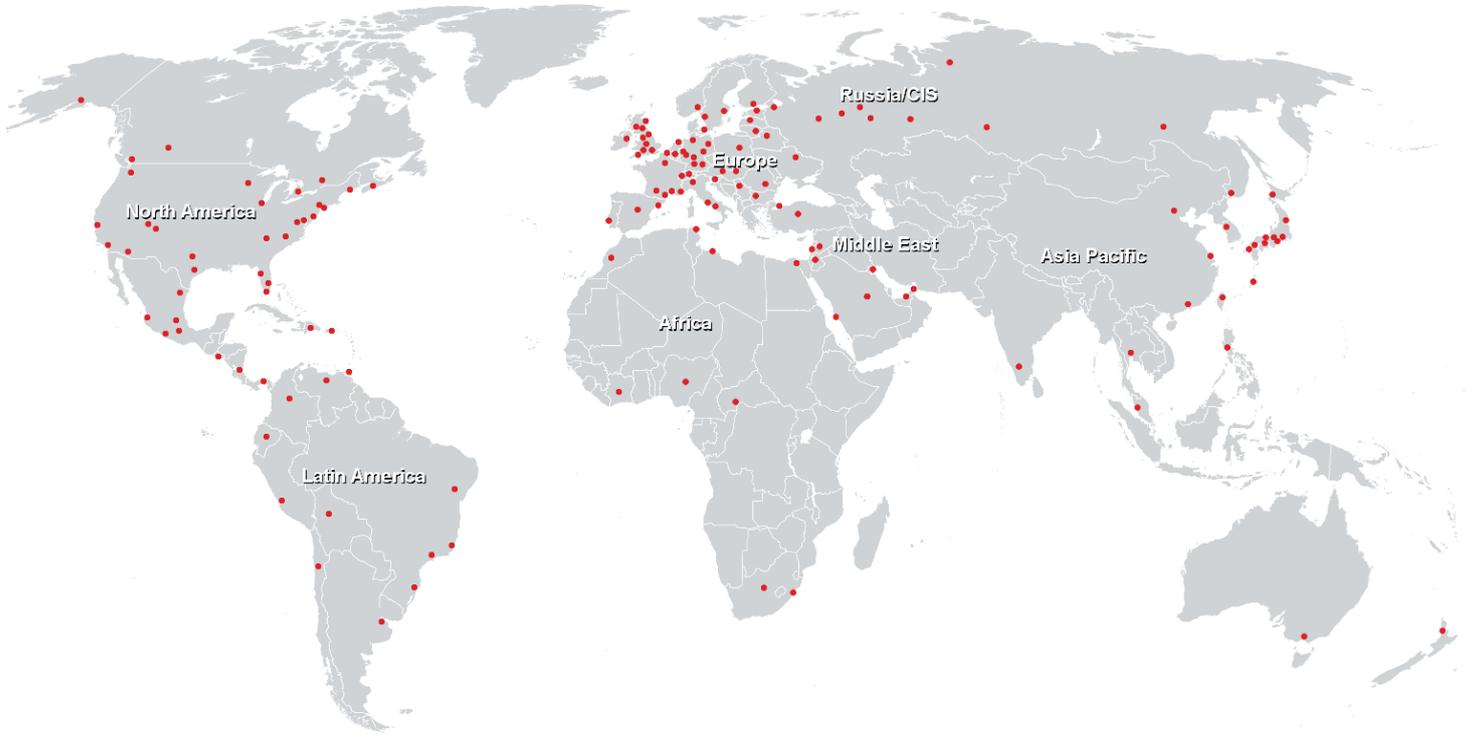 Russia/CIS
Europe
North America
Middle East
Asia Pacific
Africa
Latin America